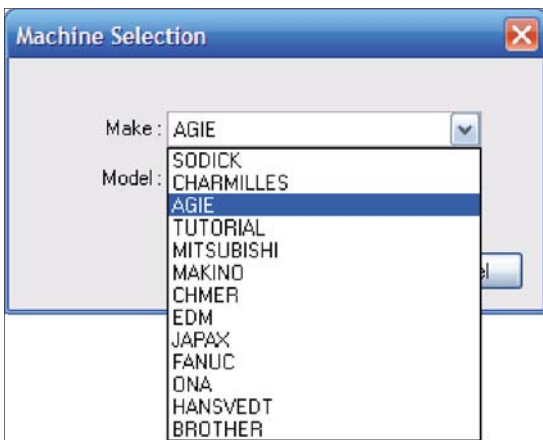 Machine Selection
Make : AGIE
Model :
SODICK
CHARMILLES
AGIE
TUTORIAL
MITSUBISHI
MAKINO
CHMER
EDM
JAPAX
FANUC
ONA
HANSVEDT
BROTHER